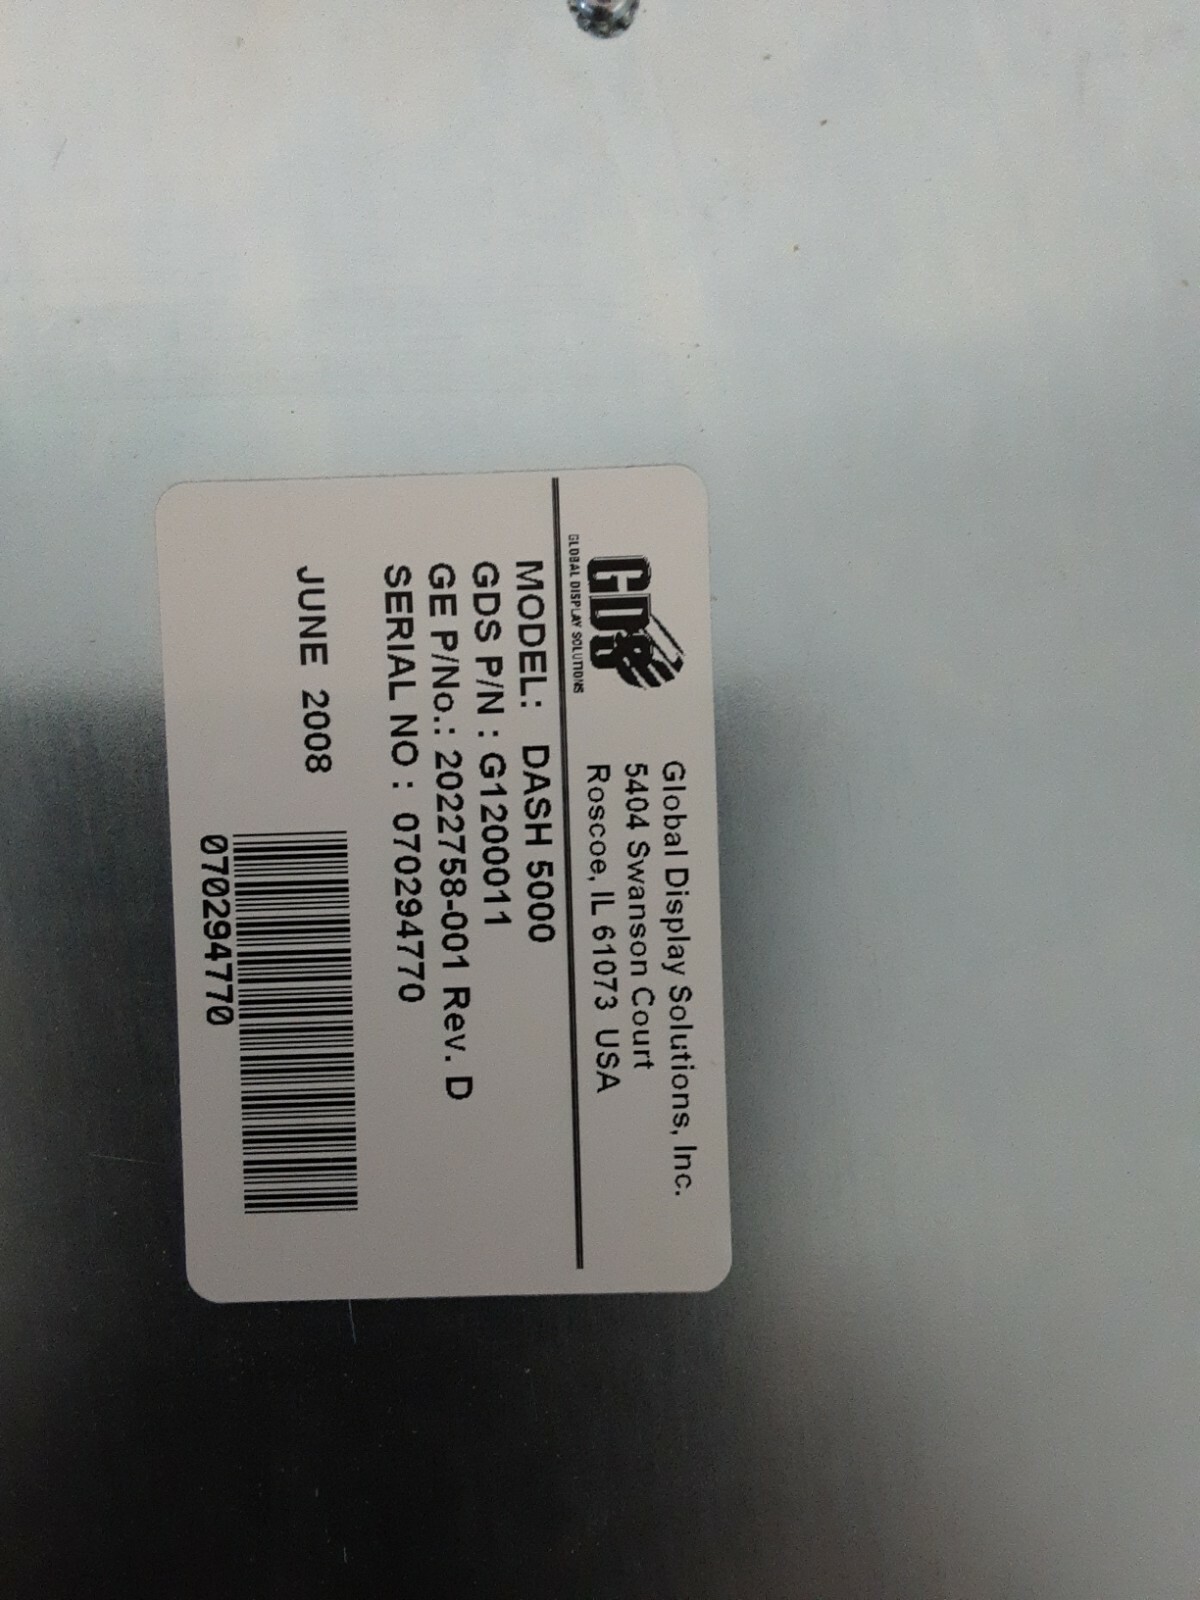 GDS
GLOBAL DISPLAY SOLUTIONS
Global Display Solutions, Inc.
5404 Swanson Court
Roscoe, IL 61073 USA
MODEL: DASH 5000
GDS P/N : G1200011
GE P/No.: 2022758-001 Rev. D
SERIAL NO : 070294770
JUNE 2008
070294770